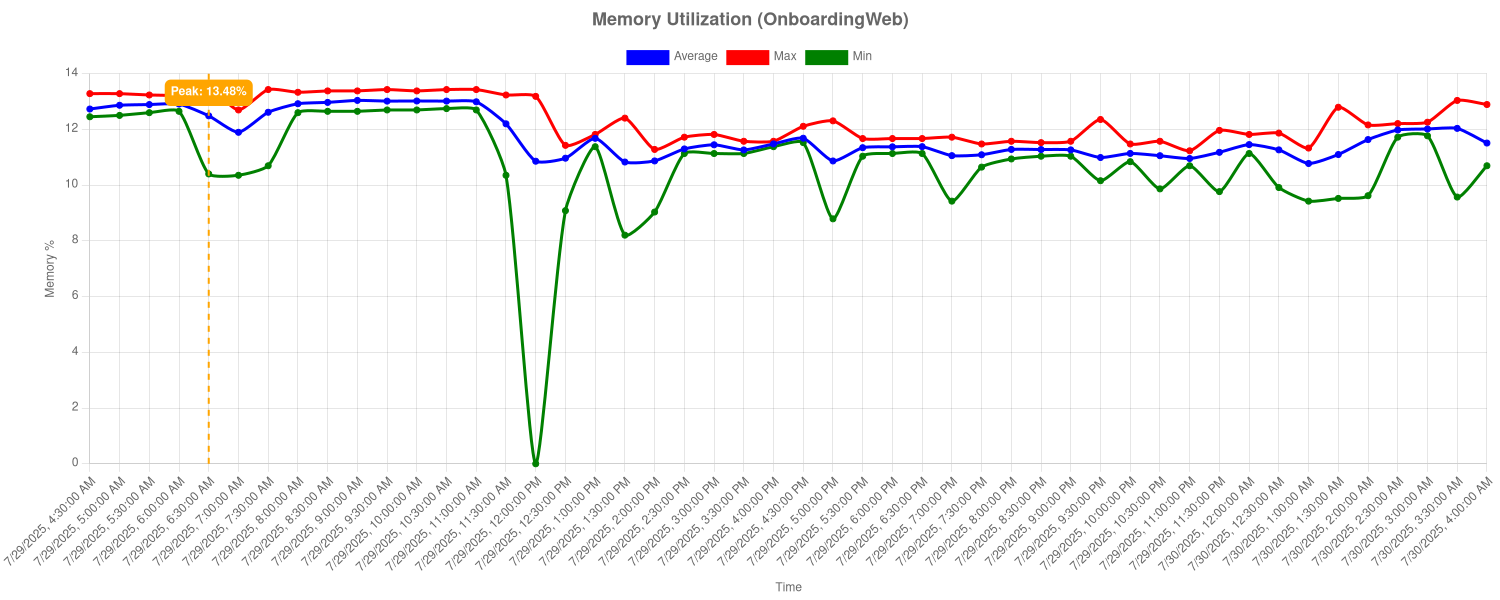 Memory Utilization (OnboardingWeb)
Average Max Min
Peak: 13.48%
Memory %
14
12
10
8
6
4
2
0
7/29/2025, 4:30:00 AM
7/29/2025, 5:00:00 AM
7/29/2025, 5:30:00 AM
7/29/2025, 6:00:00 AM
7/29/2025, 6:30:00 AM
7/29/2025, 7:00:00 AM
7/29/2025, 7:30:00 AM
7/29/2025, 8:00:00 AM
7/29/2025, 8:30:00 AM
7/29/2025, 9:00:00 AM
7/29/2025, 9:30:00 AM
7/29/2025, 10:00:00 AM
7/29/2025, 10:30:00 AM
7/29/2025, 11:00:00 AM
7/29/2025, 11:30:00 AM
7/29/2025, 12:00:00 PM
7/29/2025, 12:30:00 PM
7/29/2025, 1:00:00 PM
7/29/2025, 1:30:00 PM
7/29/2025, 2:00:00 PM
7/29/2025, 2:30:00 PM
7/29/2025, 3:00:00 PM
7/29/2025, 3:30:00 PM
7/29/2025, 4:00:00 PM
7/29/2025, 4:30:00 PM
7/29/2025, 5:00:00 PM
7/29/2025, 5:30:00 PM
7/29/2025, 6:00:00 PM
7/29/2025, 6:30:00 PM
7/29/2025, 7:00:00 PM
7/29/2025, 7:30:00 PM
7/29/2025, 8:00:00 PM
7/29/2025, 8:30:00 PM
7/29/2025, 9:00:00 PM
7/29/2025, 9:30:00 PM
7/29/2025, 10:00:00 PM
7/29/2025, 10:30:00 PM
7/29/2025, 11:00:00 PM
7/29/2025, 11:30:00 PM
7/30/2025, 12:00:00 AM
7/30/2025, 12:30:00 AM
7/30/2025, 1:00:00 AM
7/30/2025, 1:30:00 AM
7/30/2025, 2:00:00 AM
7/30/2025, 2:30:00 AM
7/30/2025, 3:00:00 AM
7/30/2025, 3:30:00 AM
7/30/2025, 4:00:00 AM
Time